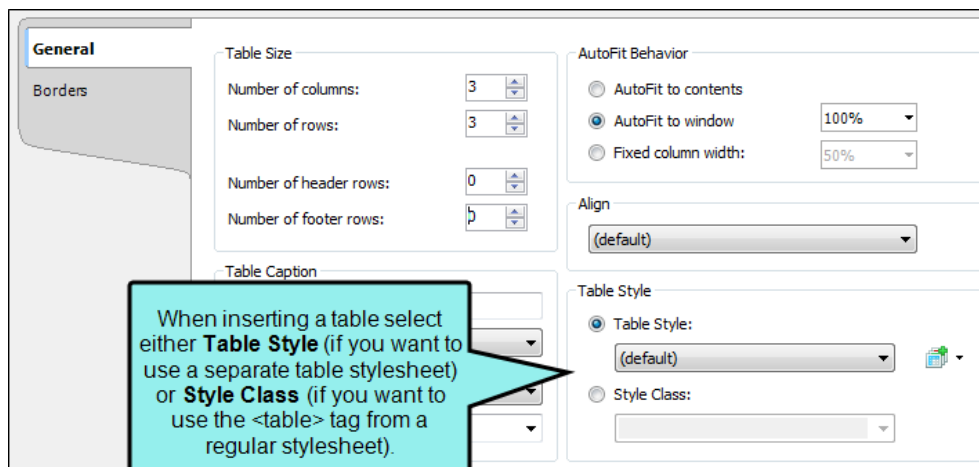 General
Borders
Table Size
Number of columns:
3
Number of rows:
3
Number of header rows:
0
Number of footer rows:
0
Table Caption
When inserting a table select
either Table Style (if you want to
use a separate table stylesheet)
or Style Class (if you want to
use the <table> tag from a
regular stylesheet).
AutoFit Behavior
AutoFit to contents
AutoFit to window
100%
Fixed column width:
50%
Align
(default)
Table Style
Table Style:
(default)
Style Class: